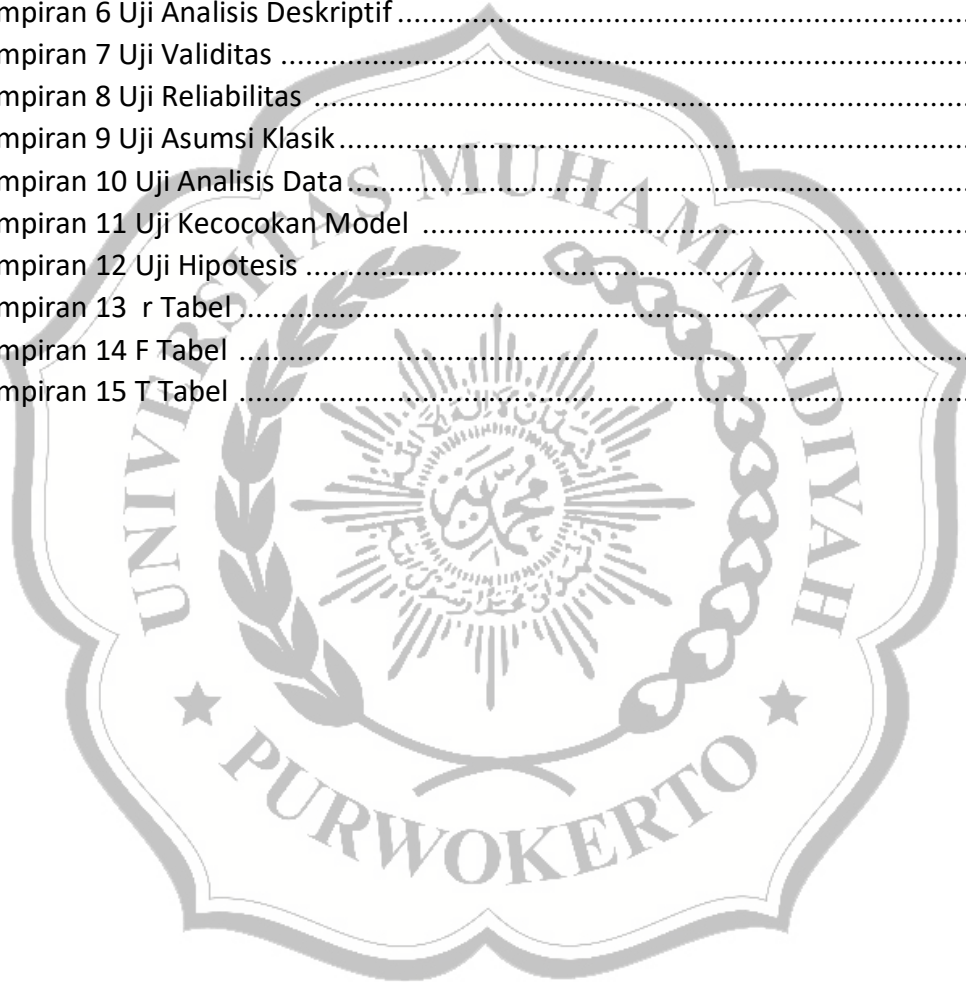 mpiran 6 Uji Analisis Deskriptif........................................................................
mpiran 7 Uji Validitas ........................................................................
mpiran 8 Uji Reliabilitas ........................................................................
mpiran 9 Uji Asumsi Klasik........................................................................
mpiran 10 Uji Analisis Data........................................................................
mpiran 11 Uji Kecocokan Model ........................................................................
mpiran 12 Uji Hipotesis ........................................................................
mpiran 13  r Tabel ........................................................................
mpiran 14 F Tabel ........................................................................
mpiran 15 T Tabel ........................................................................
UNIVERSITAS MUHAMMADIYAH
PURWOKERTO